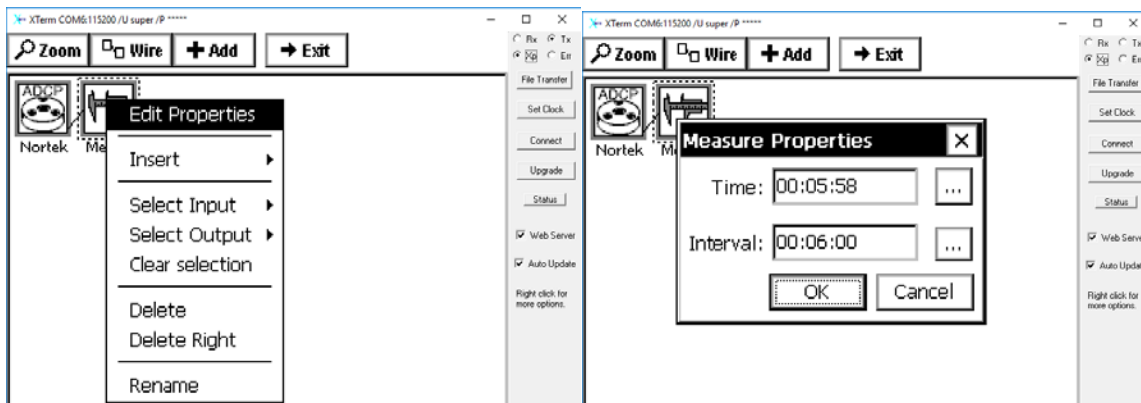 XTerm COM6:115200 /U super /P *****
Zoom
Wire
Add
Exit
ADCP
Nortek
Me
Edit Properties
Insert
Select Input
Select Output
Clear selection
Delete
Delete Right
Rename
Rx Tx
Xp Err
File Transfer
Set Clock
Connect
Upgrade
Status
Web Server
Auto Update
Right click for
more options.
XTerm COM6:115200 /U super /P *****
Zoom
Wire
Add
Exit
ADCP
Nortek
M
Measure Properties
Time: 00:05:58 ...
Interval: 00:06:00 ...
OK Cancel
Rx Tx
Xp Err
File Transfer
Set Clock
Connect
Upgrade
Status
Web Serve
Auto Updat
Right click for
more options.